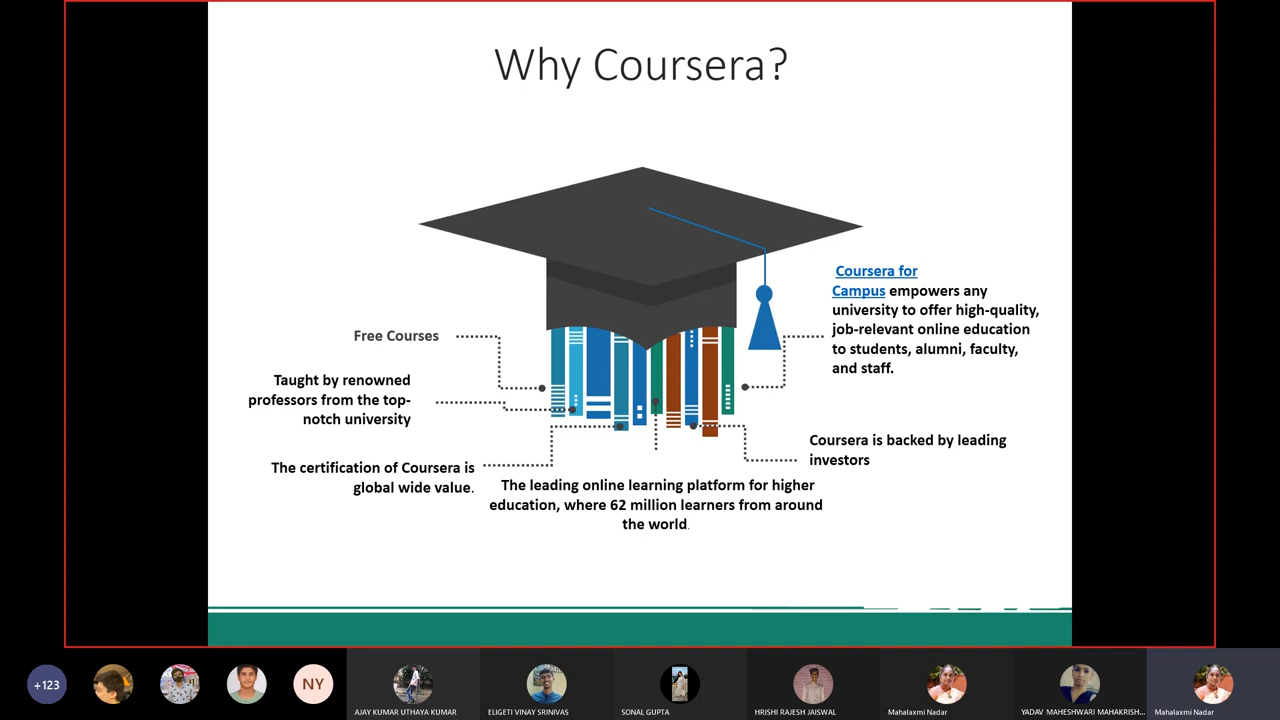 Why Coursera?
Free Courses
Taught by renowned
professors from the top-
notch university
The certification of Coursera is
global wide value.
The leading online learning platform for higher
education, where 62 million learners from around
the world.
Coursera for
Campus empowers any
university to offer high-quality,
job-relevant online education
to students, alumni, faculty,
and staff.
Coursera is backed by leading
investors
+123
NY
AJAY KUMAR UTHAYA KUMAR
ELIGETI VINAY SRINIVAS
SONAL GUPTA
HRISHI RAJESH JAISWAL
Mahalaxmi Nadar
YADAV MAHESHWARI MAHAKRISH...
Mahalaxmi Nadar